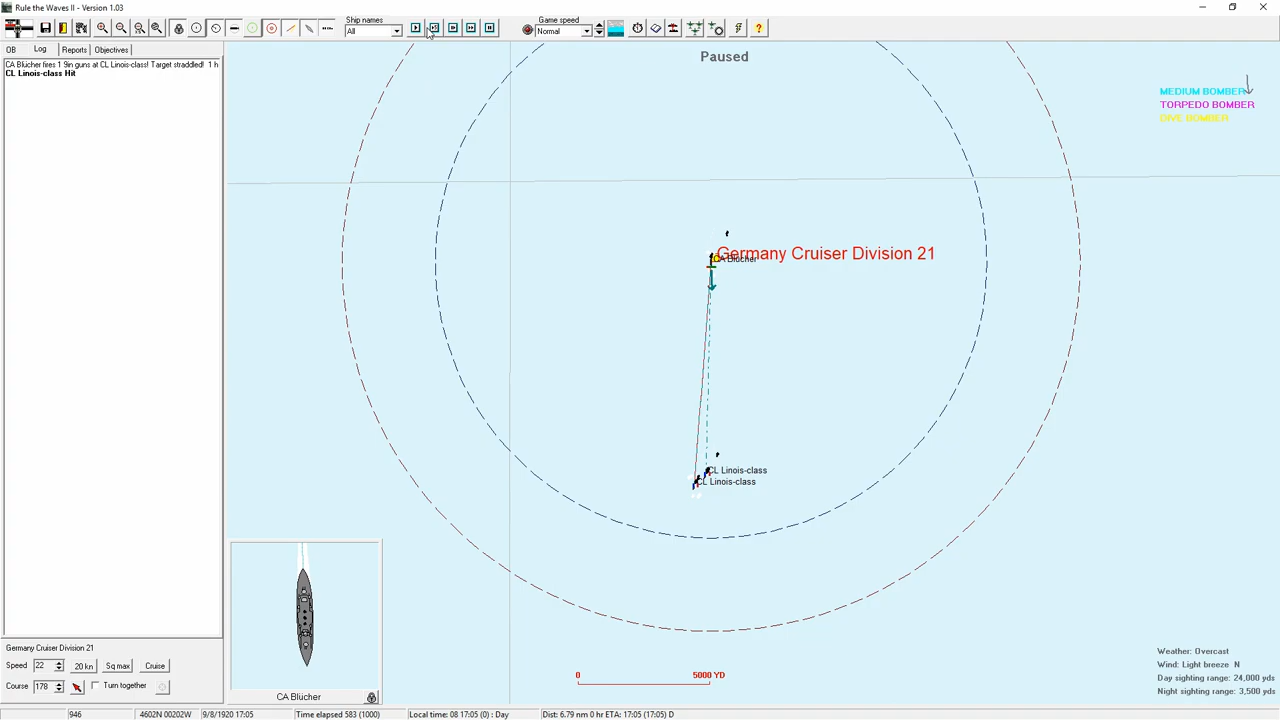 Rule the Waves II - Version 1.03
Ship names
All
Game speed
Normal
OB
Log
Reports
Objectives
CA Blücher fires 1 9in guns at CL Linois-class! Target straddled! 1 h
CL Linois-class Hit
Paused
MEDIUM BOMBER
TORPEDO BOMBER
DIVE BOMBER
Germany Cruiser Division 21
CA Blücher
CL Linois-class
CL Linois-class
0
5000 YD
Weather: Overcast
Wind: Light breeze N
Day sighting range: 24,000 yds
Night sighting range: 3,500 yds
CA Blücher
Germany Cruiser Division 21
Speed
22
20 kn
Sq max
Cruise
Course
178
Turn together
946
4602N 00202W
9/8/1920 17:05
Time elapsed 583 (1000)
Local time: 08 17:05 (0) : Day
Dist: 6.79 nm 0 hr ETA: 17:05 (17:05) D